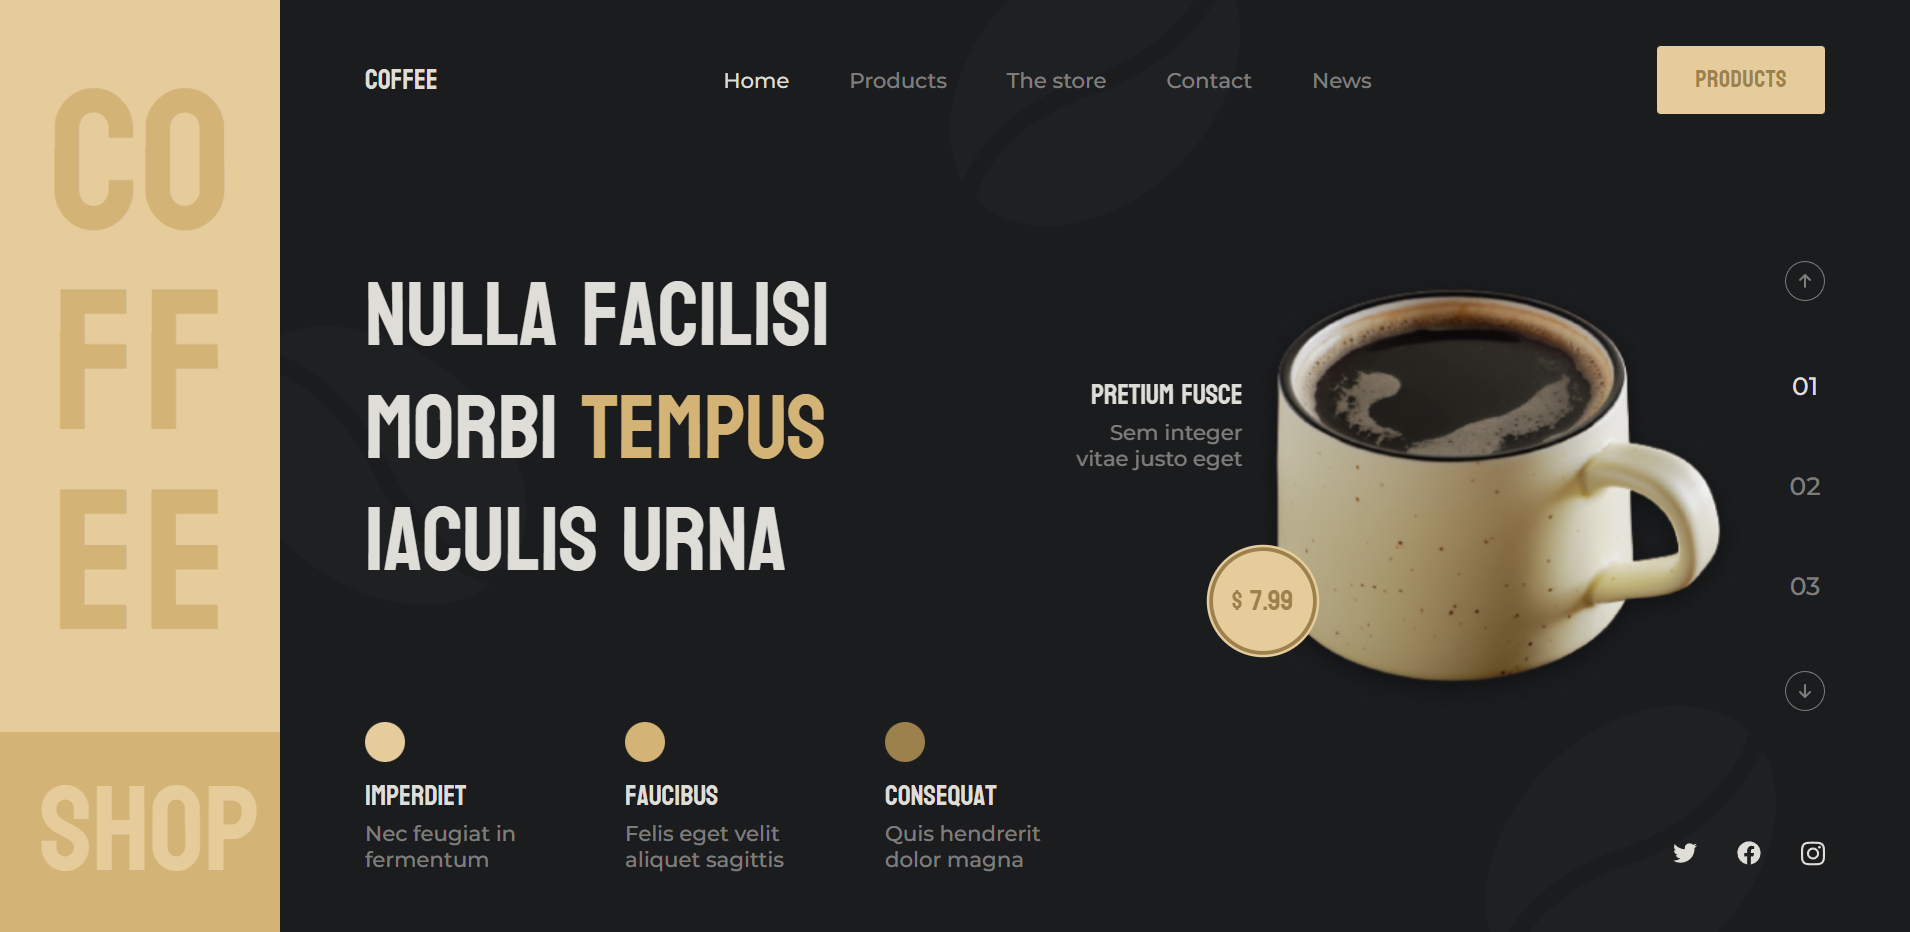 CO
FF
EE
SHOP
COFFEE
Home
Products
The store
Contact
News
PRODUCTS
NULLA FACILISI
MORBI TEMPUS
IACULIS URNA
PRETIUM FUSCE
Sem integer
vitae justo eget
$ 7.99
01
02
03
IMPERDIET
Nec feugiat in
fermentum
FAUCIBUS
Felis eget velit
aliquet sagittis
CONSEQUAT
Quis hendrerit
dolor magna